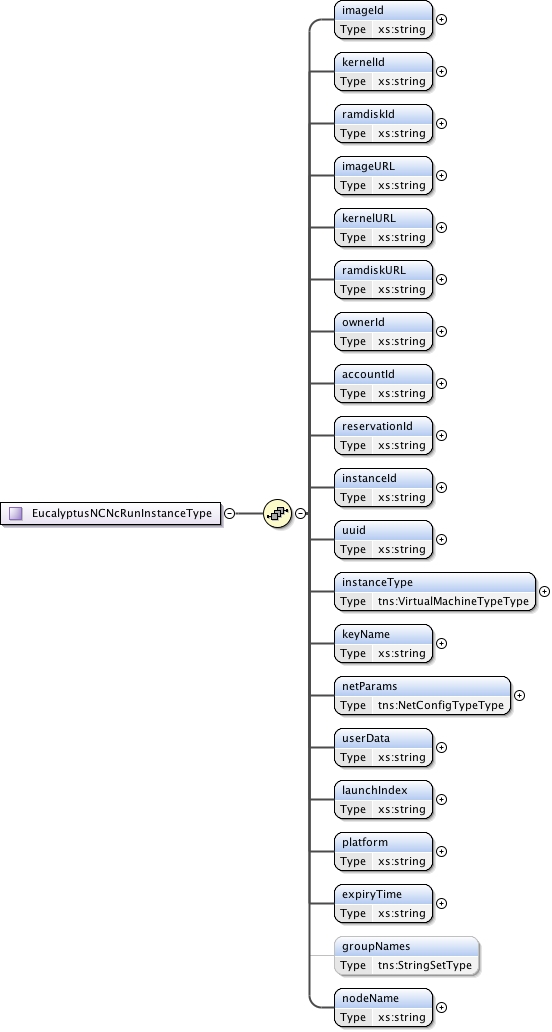 imageId
Type xs:string
kernelId
Type xs:string
ramdiskId
Type xs:string
imageURL
Type xs:string
kernelURL
Type xs:string
ramdiskURL
Type xs:string
ownerId
Type xs:string
accountId
Type xs:string
reservationId
Type xs:string
instanceId
Type xs:string
EucalyptusNCNcRunInstanceType
uuid
Type xs:string
instanceType
Type tns:VirtualMachineTypeType
keyName
Type xs:string
netParams
Type tns:NetConfigTypeType
userData
Type xs:string
launchIndex
Type xs:string
platform
Type xs:string
expiryTime
Type xs:string
groupNames
Type tns:StringSetType
nodeName
Type xs:string